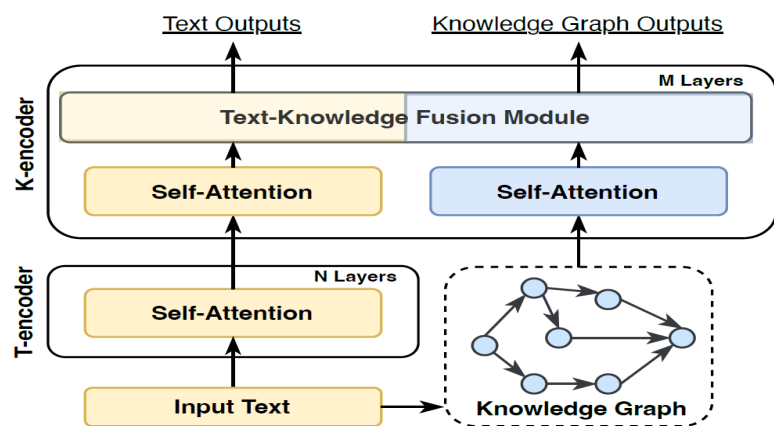 Text Outputs
Knowledge Graph Outputs
K-encoder
M Layers
Text-Knowledge Fusion Module
Self-Attention
Self-Attention
T-encoder
N Layers
Self-Attention
Input Text
Knowledge Graph